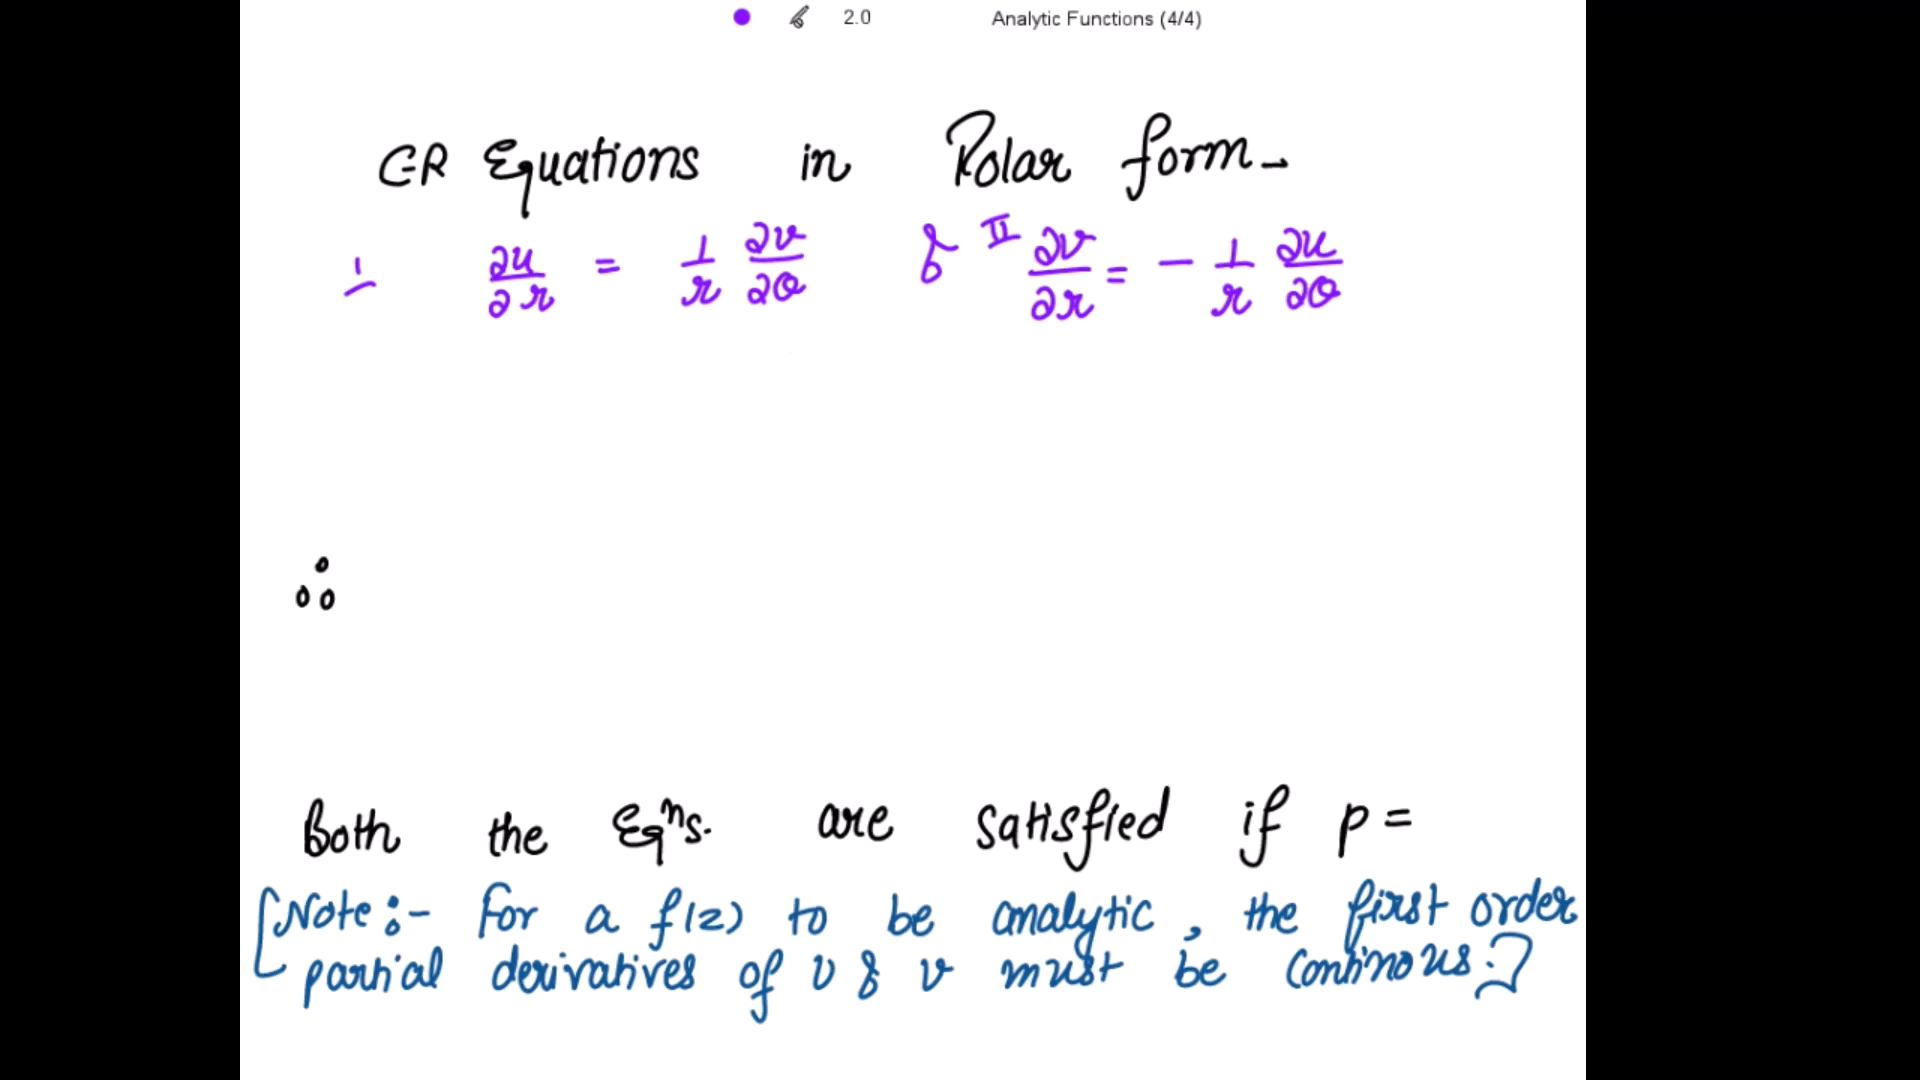 2.0 Analytic Functions (4/4)
CR Equations in Polar form -
I ∂u/∂r = 1/r ∂v/∂θ & II ∂v/∂r = - 1/r ∂u/∂θ
∴
Both the Eqⁿs. are satisfied if p =
[Note :- For a f(z) to be analytic, the first order
partial derivatives of U & v must be continous.]